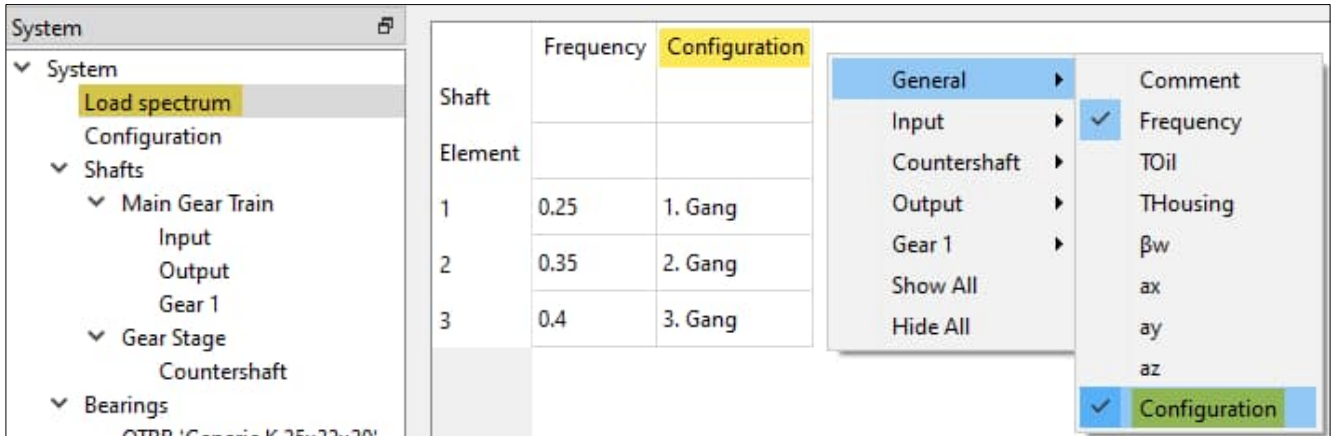 System
System
Load spectrum
Configuration
Shafts
Main Gear Train
Input
Output
Gear 1
Gear Stage
Countershaft
Bearings
Frequency Configuration
Shaft
Element
1 0.25 1. Gang
2 0.35 2. Gang
3 0.4 3. Gang
General
Input
Countershaft
Output
Gear 1
Show All
Hide All
Comment
Frequency
TOil
THousing
βw
ax
ay
az
Configuration